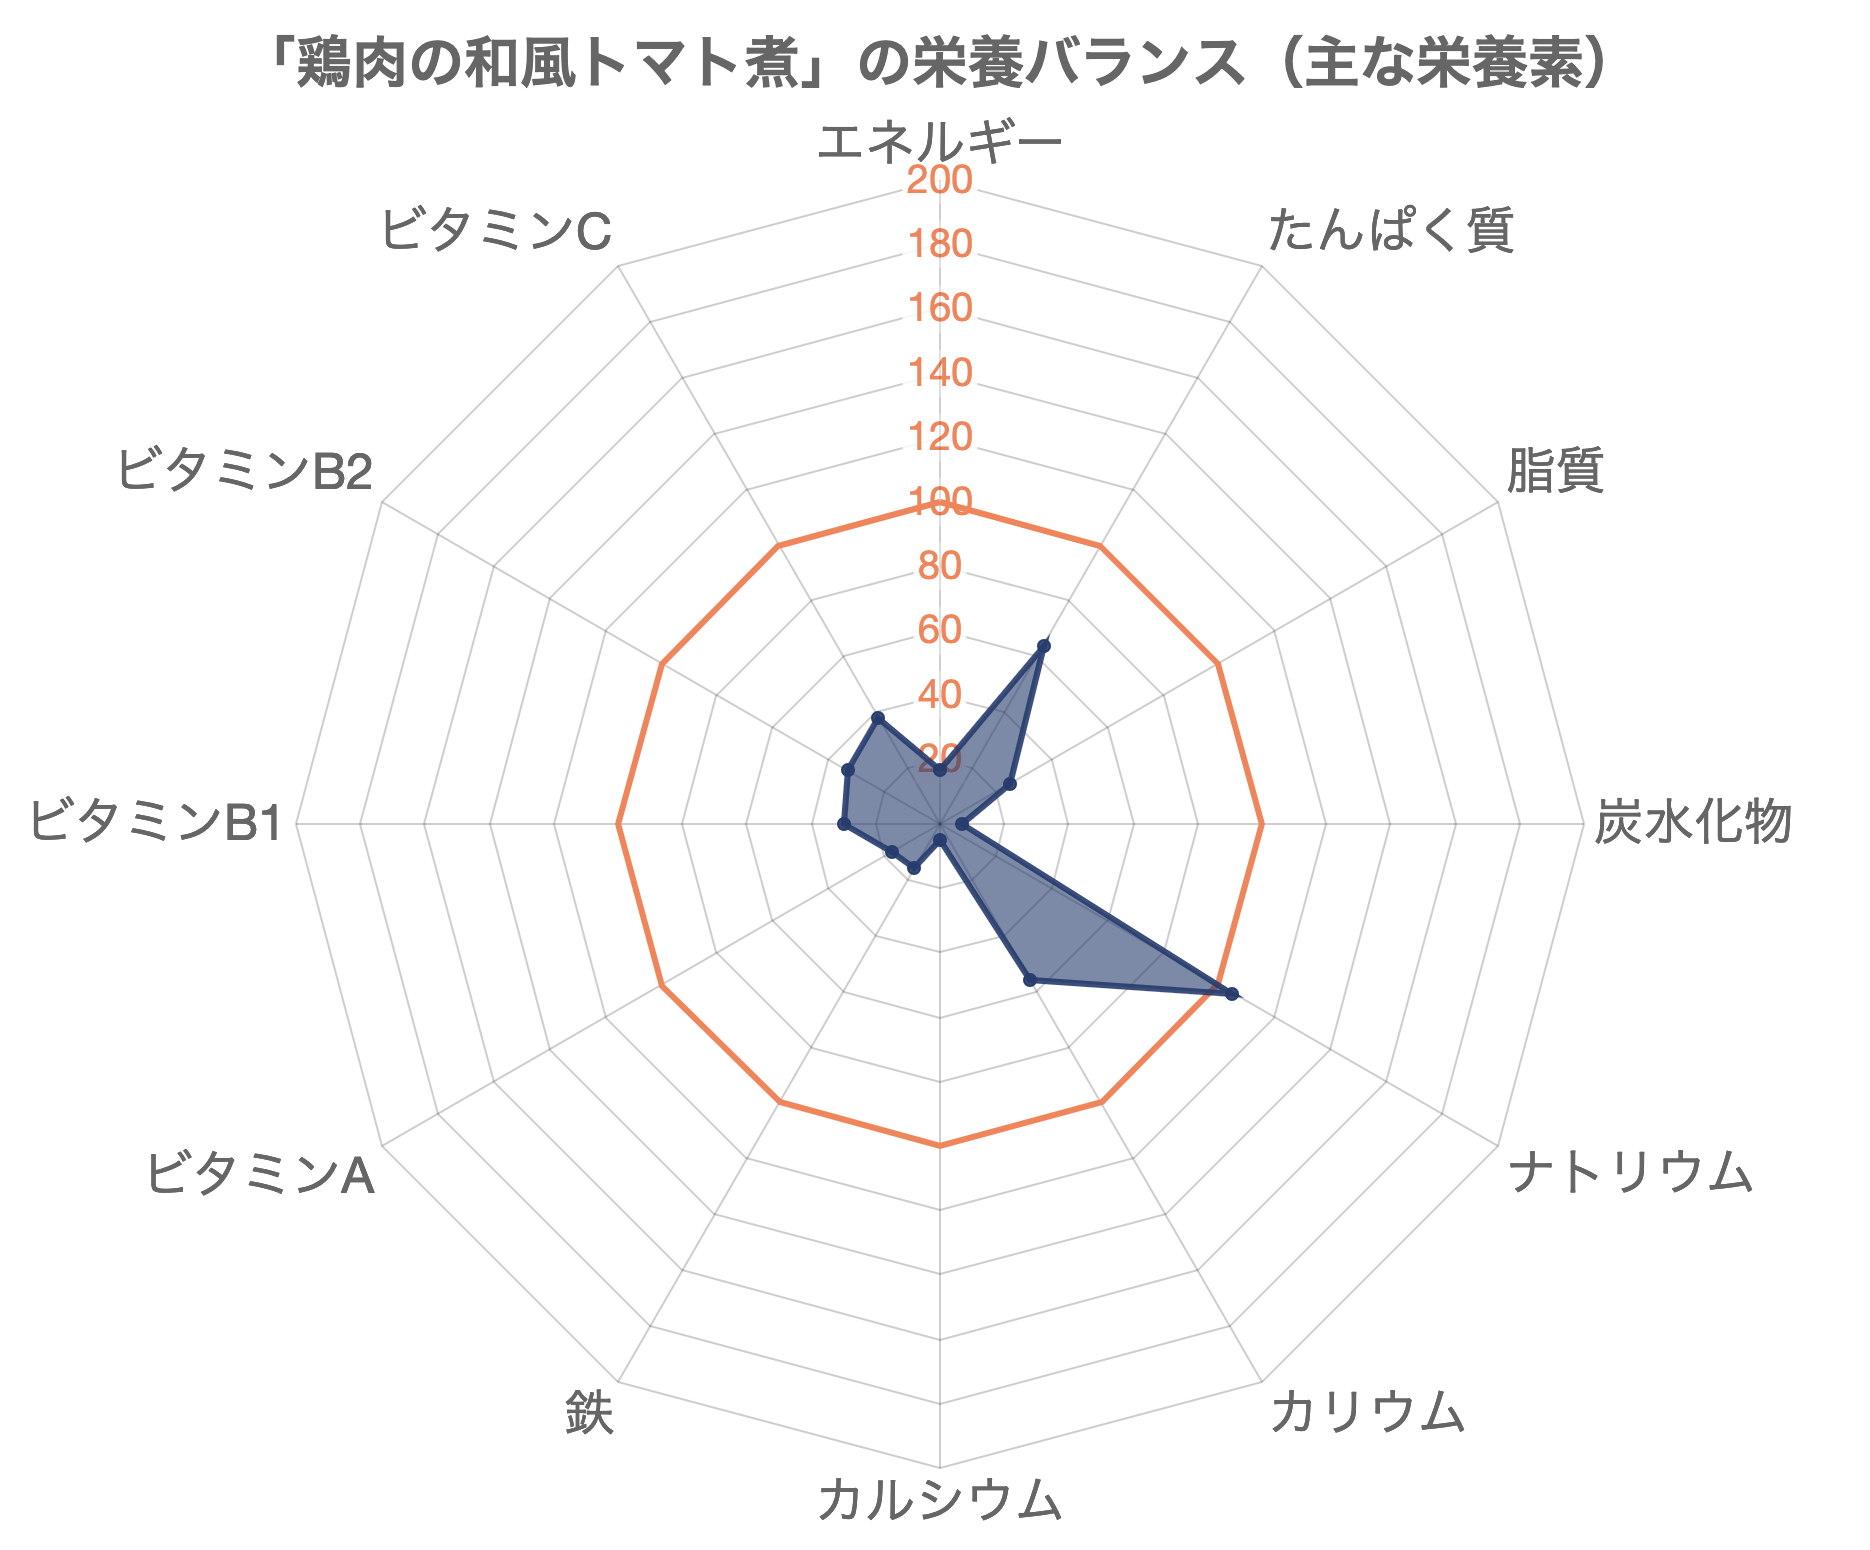 「鶏肉の和風トマト煮」の栄養バランス（主な栄養素）
エネルギー
たんぱく質
脂質
炭水化物
ナトリウム
カリウム
カルシウム
鉄
ビタミンA
ビタミンB1
ビタミンB2
ビタミンC
200
180
160
140
120
100
80
60
40
20